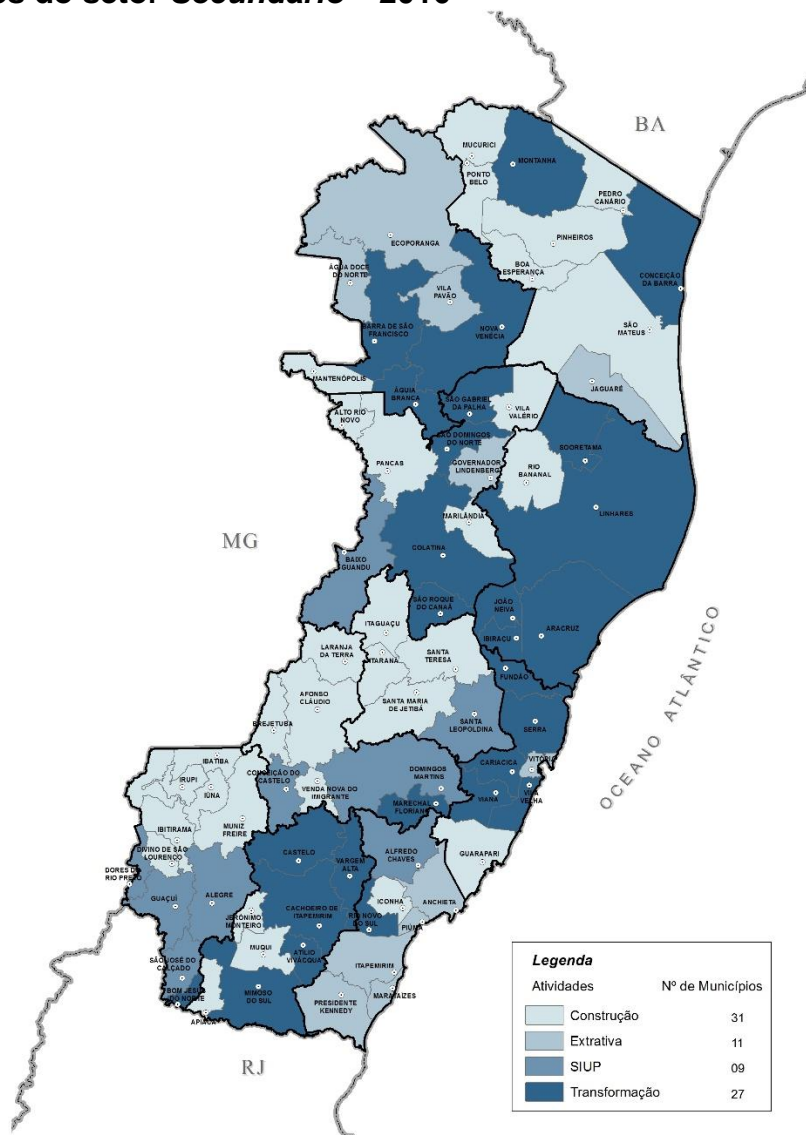 os do setor Secundário – 2010
BA
MUCURICI
MONTANHA
PONTO
BELO
PEDRO
CANÁRIO
PINHEIROS
ECOPORANGA
BOA
ESPERANÇA
ÁGUA DOCE
DO NORTE
CONCEIÇÃO
DA BARRA
VILA
PAVÃO
BARRA DE SÃO
FRANCISCO
NOVA
VENÉCIA
SÃO
MATEUS
MANTENÓPOLIS
JAGUARÉ
ÁGUIA
BRANCA
SÃO GABRIEL
DA PALHA
VILA
VALÉRIO
ALTO RIO
NOVO
SÃO DOMINGOS
DO NORTE
SOORETAMA
PANCAS
GOVERNADOR
LINDENBERG
RIO
BANANAL
LINHARES
MARILÂNDIA
MG
COLATINA
BAIXO
GUANDU
SÃO ROQUE
DO CANAÃ
JOÃO
NEIVA
ITAGUAÇU
IBIRAÇU
ARACRUZ
LARANJA
DA TERRA
ITARANA
SANTA
TERESA
FUNDÃO
AFONSO
CLÁUDIO
SANTA MARIA
DE JETIBÁ
SANTA
LEOPOLDINA
SERRA
BREJETUBA
OCEANO ATLÂNTICO
IBATIBA
CARIACICA
VITÓRIA
DOMINGOS
MARTINS
CONCEIÇÃO DO
CASTELO
VENDA NOVA DO
IMIGRANTE
IRUPI
IÚNA
MARECHAL
FLORIANO
VIANA
VILA
VELHA
MUNIZ
FREIRE
IBITIRAMA
DIVINO DE SÃO
LOURENÇO
CASTELO
VARGEM
ALTA
ALFREDO
CHAVES
GUARAPARI
DORES DO
RIO PRETO
GUAÇUÍ
ALEGRE
JERÔNIMO
MONTEIRO
CACHOEIRO DE
ITAPEMIRIM
RIO NOVO
DO SUL
ICONHA
ANCHIETA
PIÚMA
MUQUI
ATILIO
VIVACQUA
ITAPEMIRIM
SÃO JOSÉ DO
CALÇADO
BOM JESUS
DO NORTE
MIMOSO
DO SUL
PRESIDENTE
KENNEDY
MARATAÍZES
APIACÁ
RJ
Legenda
Atividades Nº de Municípios
Construção 31
Extrativa 11
SIUP 09
Transformação 27